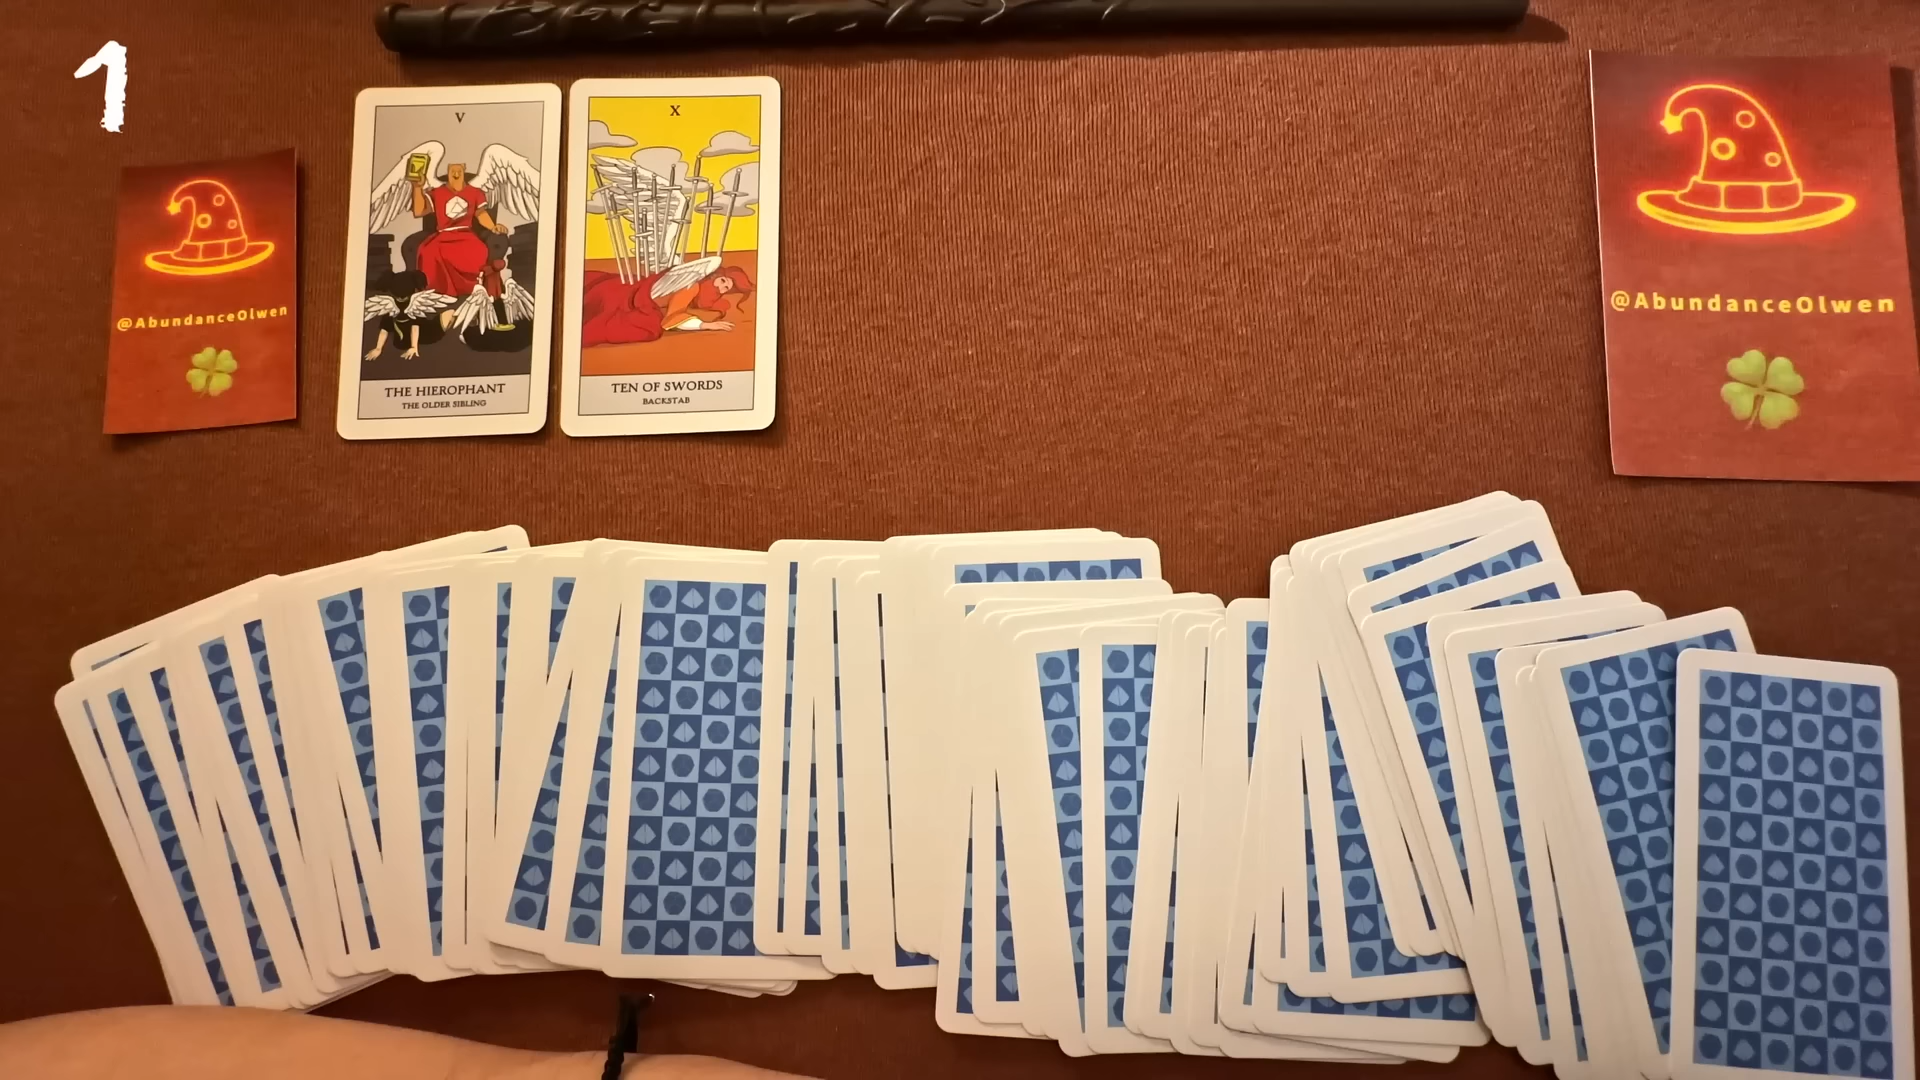 1
@AbundanceOlwen
V
THE HIEROPHANT
THE OLDER SIBLING
X
TEN OF SWORDS
BACKSTAB
@AbundanceOlwen